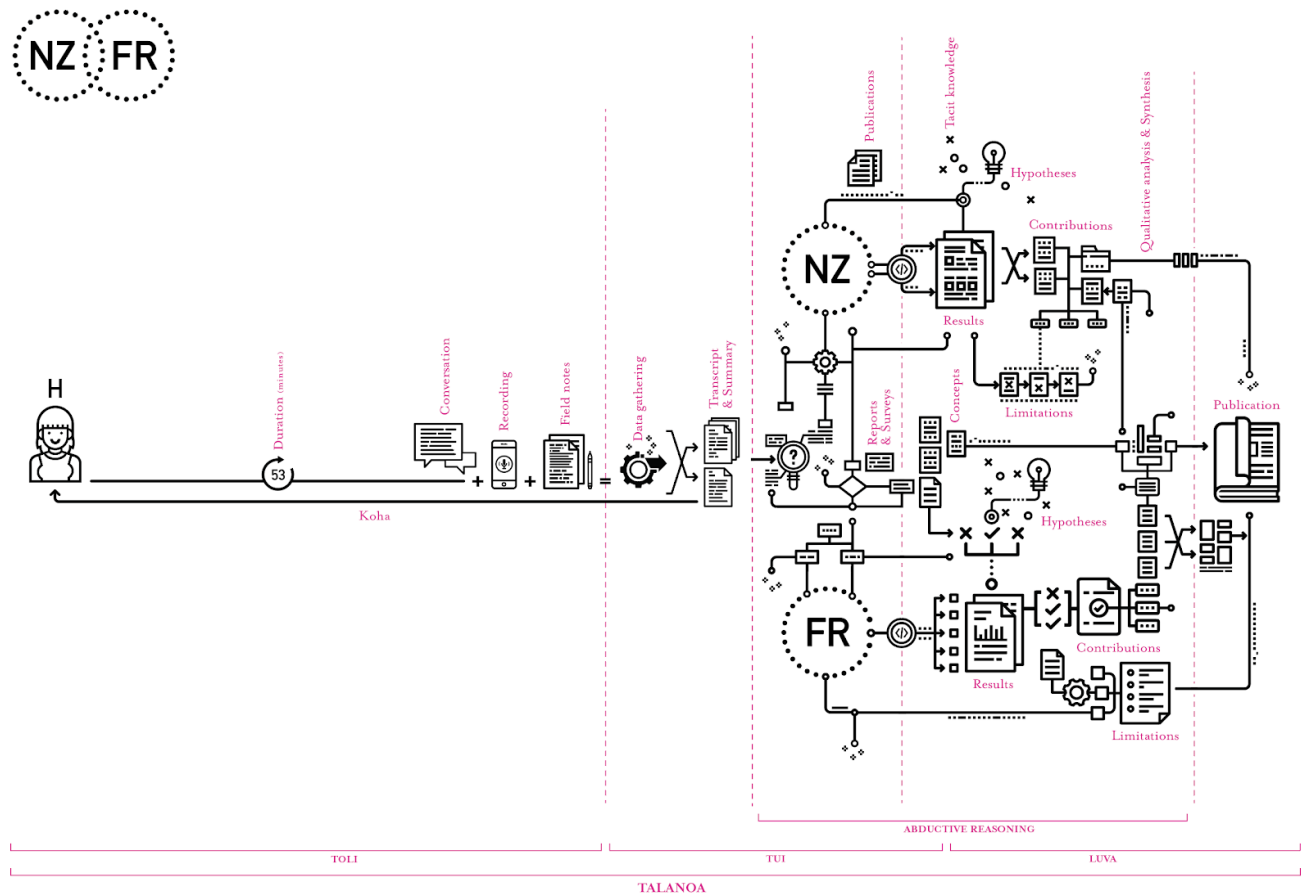 NZ FR
Tacit knowledge
Publications
Qualitative analysis & Synthesis
Hypotheses
Contributions
NZ
</>
Results
H
Duration (minutes)
53
Conversation
Recording
Field notes
Data gathering
Transcript
& Summary
Reports
& Surveys
Concepts
Limitations
Publication
?
+
+
=
Koha
Hypotheses
FR
</>
Results
Contributions
Limitations
ABDUCTIVE REASONING
TOLI
TUI
LUVA
TALANOA